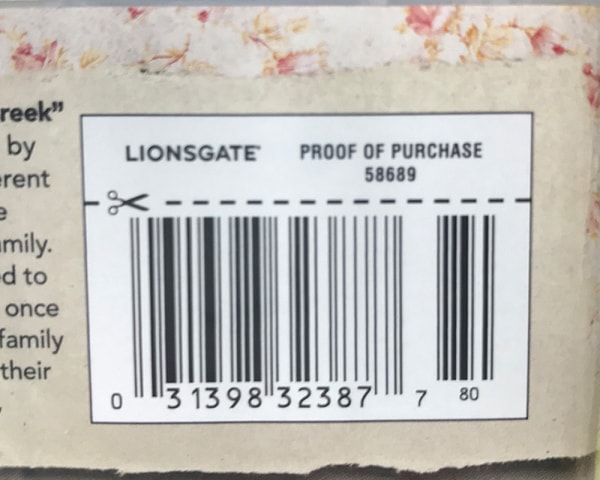 reek”
by
erent
e
amily.
d to
once
family
their
LIONSGATE
PROOF OF PURCHASE
58689
0 31398 32387 7 80